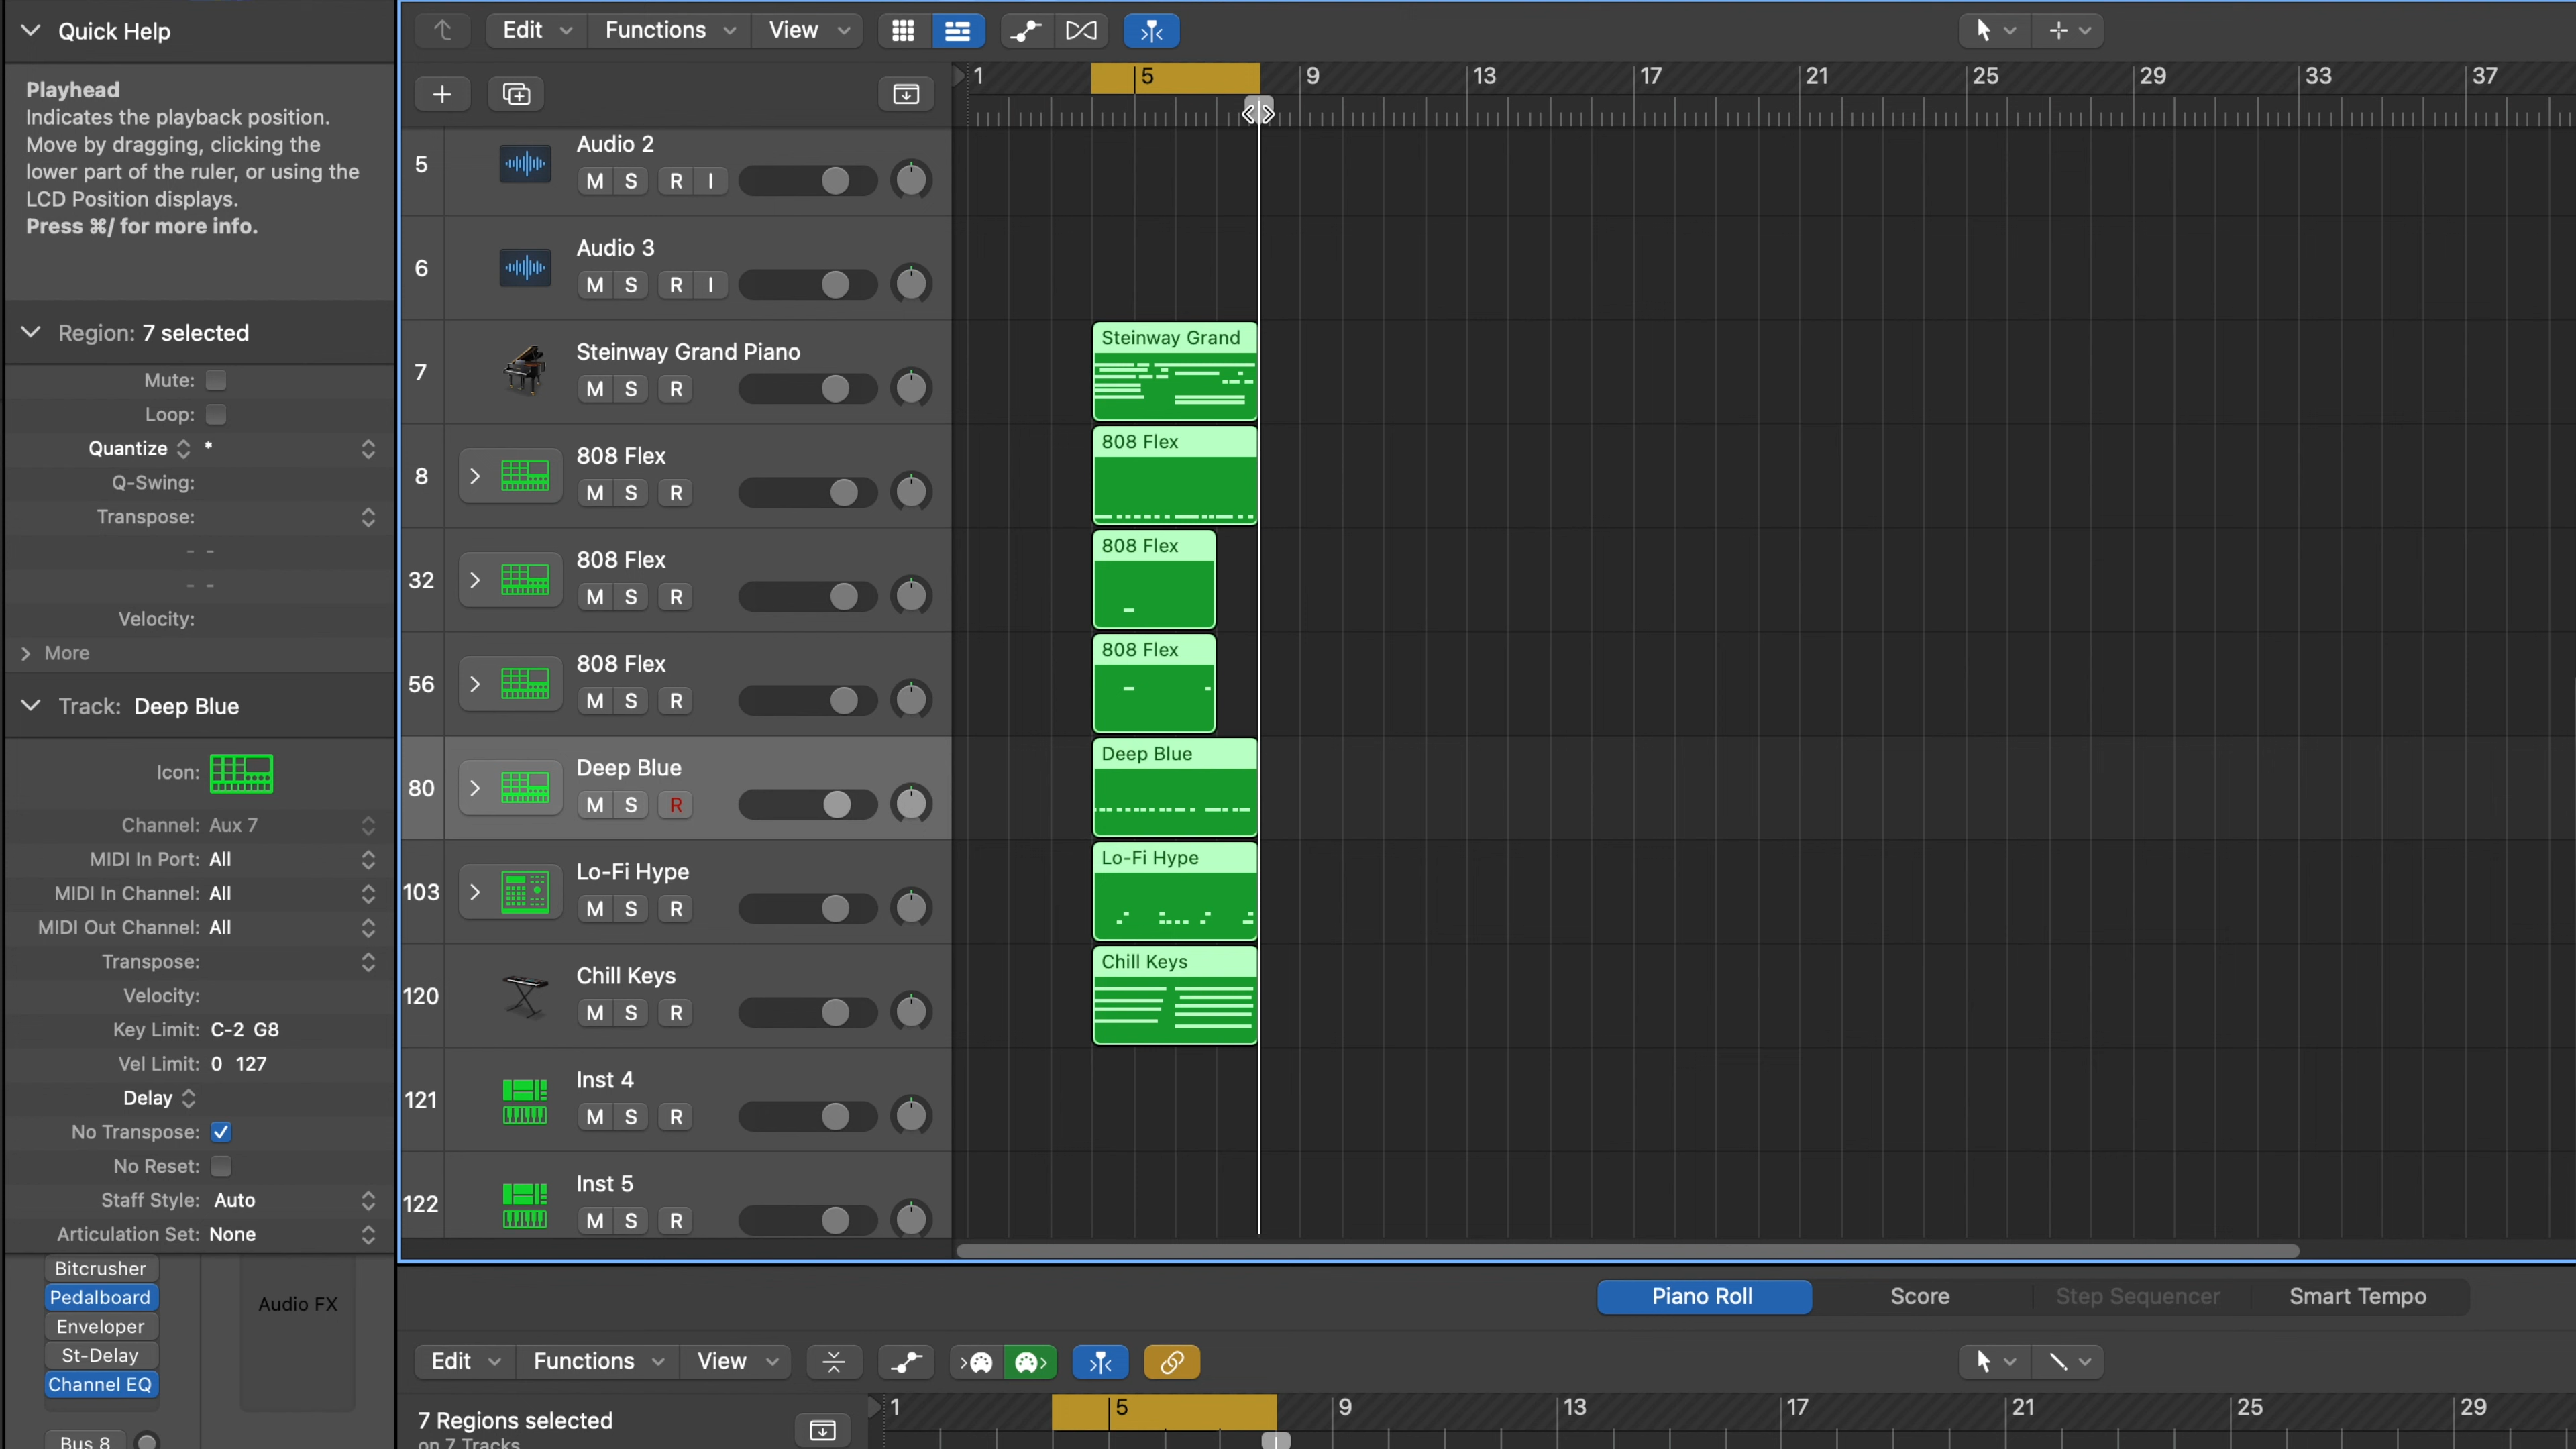 Quick Help
Playhead
Indicates the playback position.
Move by dragging, clicking the
lower part of the ruler, or using the
LCD Position displays.
Press ⌘/ for more info.
Region: 7 selected
Mute:
Loop:
Quantize *
Q-Swing:
Transpose:
- -
- -
Velocity:
More
Track: Deep Blue
Icon:
Channel: Aux 7
MIDI In Port: All
MIDI In Channel: All
MIDI Out Channel: All
Transpose:
Velocity:
Key Limit: C-2 G8
Vel Limit: 0 127
Delay
No Transpose:
No Reset:
Staff Style: Auto
Articulation Set: None
Bitcrusher
Pedalboard
Enveloper
St-Delay
Channel EQ
Bus 8
Audio FX
Edit Functions View
1 5 9 13 17 21 25 29 33 37
5 Audio 2
M S R I
6 Audio 3
M S R I
7 Steinway Grand Piano
M S R
8 808 Flex
M S R
32 808 Flex
M S R
56 808 Flex
M S R
80 Deep Blue
M S R
103 Lo-Fi Hype
M S R
120 Chill Keys
M S R
121 Inst 4
M S R
122 Inst 5
M S R
Steinway Grand
808 Flex
808 Flex
808 Flex
Deep Blue
Lo-Fi Hype
Chill Keys
Piano Roll Score Step Sequencer Smart Tempo
Edit Functions View
7 Regions selected
on 7 Tracks
1 5 9 13 17 21 25 29